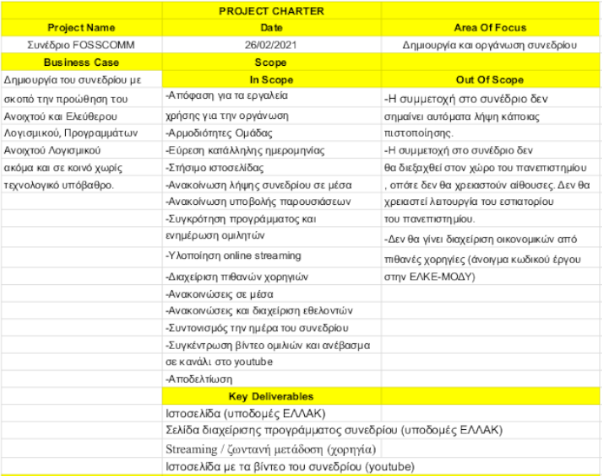 PROJECT CHARTER
Project Name Date Area Of Focus
Συνέδριο FOSSCOMM 26/02/2021 Δημιουργία και οργάνωση συνεδρίου
Business Case Scope
In Scope Out Of Scope
Δημιουργία του συνεδρίου με
σκοπό την προώθηση του
Ανοιχτού και Ελεύθερου
Λογισμικού, Προγραμμάτων
Ανοιχτού Λογισμικού
ακόμα και σε κοινό χωρίς
τεχνολογικό υπόβαθρο.
-Απόφαση για τα εργαλεία
χρήσης για την οργάνωση
-Αρμοδιότητες Ομάδας
-Εύρεση κατάλληλης ημερομηνίας
-Στήσιμο ιστοσελίδας
-Ανακοίνωση λήψης συνεδρίου σε μέσα
-Ανακοίνωση υποβολής παρουσιάσεων
-Συγκρότηση προγράμματος και
ενημέρωση ομιλητών
-Υλοποίηση online streaming
-Διαχείριση πιθανών χορηγιών
-Ανακοινώσεις σε μέσα
-Ανακοινώσεις και διαχείριση εθελοντών
-Συντονισμός την ημέρα του συνεδρίου
-Συγκέντρωση βίντεο ομιλιών και ανέβασμα
σε κανάλι στο youtube
-Αποδελτίωση
-Η συμμετοχή στο συνέδριο δεν
σημαίνει αυτόματα λήψη κάποιας
πιστοποίησης.
-Η συμμετοχή στο συνέδριο δεν
θα διεξαχθεί στον χώρο του πανεπιστημίου
, οπότε δεν θα χρειαστούν αίθουσες. Δεν θα
χρειαστεί λειτουργία του εστιατορίου
του πανεπιστημίου.
-Δεν θα γίνει διαχείριση οικονομικών από
πιθανές χορηγίες (άνοιγμα κωδικού έργου
στην ΕΛΚΕ-ΜΟΔΥ)
Key Deliverables
Ιστοσελίδα (υποδομές ΕΛΛΑΚ)
Σελίδα διαχείρισης προγράμματος συνεδρίου (υποδομές ΕΛΛΑΚ)
Streaming / ζωντανή μετάδοση (χορηγία)
Ιστοσελίδα με τα βίντεο του συνεδρίου (youtube)